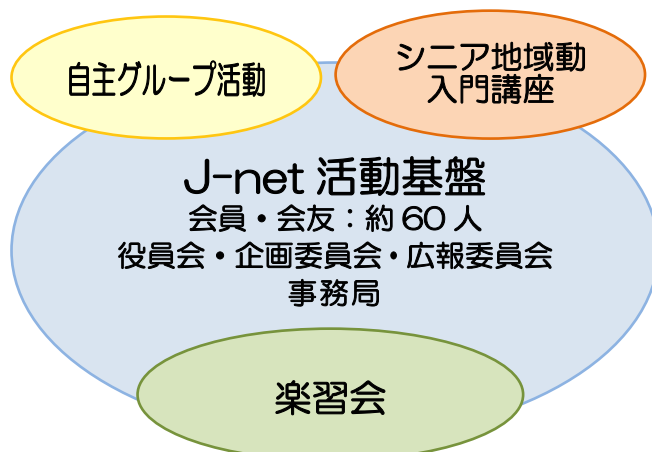 自主グループ活動
シニア地域動
入門講座
J-net 活動基盤
会員・会友：約 60 人
役員会・企画委員会・広報委員会
事務局
楽習会